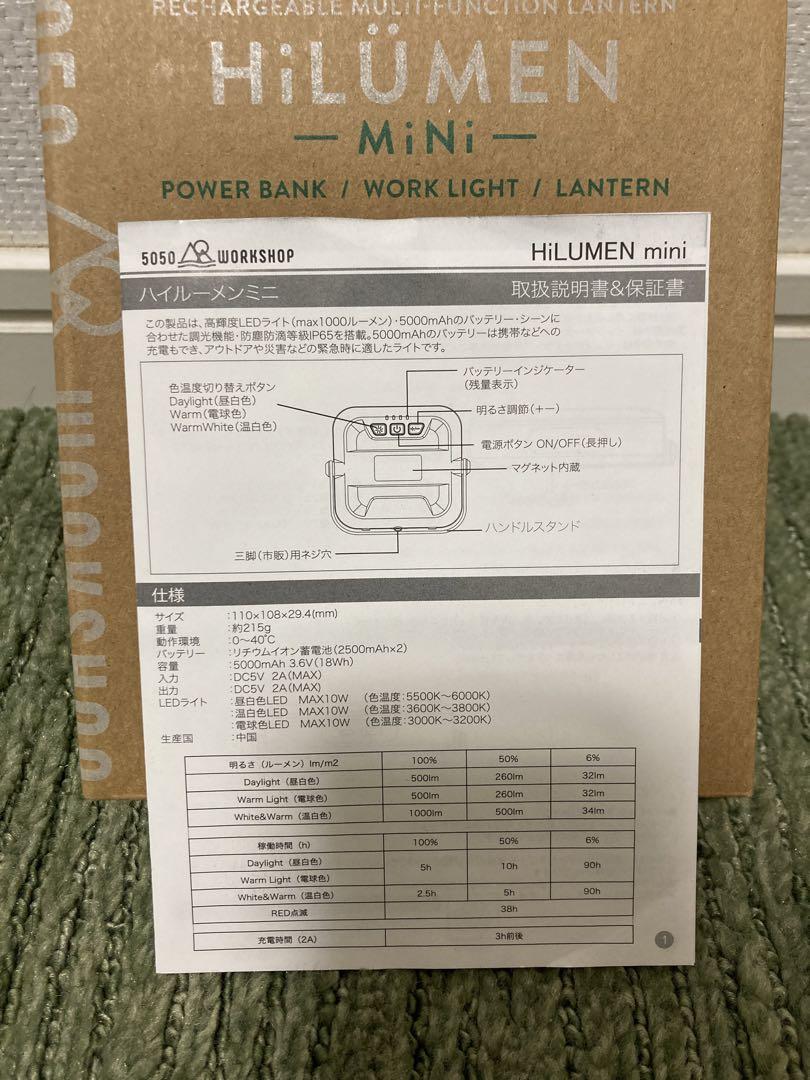 RECHARGEABLE MULTI-FUNCTION LANTERN
HiLÜMEN
MiNi
POWER BANK / WORK LIGHT / LANTERN
5050 WORKSHOP
HiLUMEN mini
ハイルーメンミニ
取扱説明書&保証書
この製品は、高輝度LEDライト(max1000ルーメン)・5000mAhのバッテリー・シーンに
合わせた調光機能・防塵防滴等級IP65を搭載。5000mAhのバッテリーは携帯などへの
充電もでき、アウトドアや災害などの緊急時に適したライトです。
色温度切り替えボタン
Daylight(昼白色)
Warm(電球色)
WarmWhite(温白色)
バッテリーインジケーター
(残量表示)
明るさ調節(+ー)
電源ボタン ON/OFF(長押し)
マグネット内蔵
ハンドルスタンド
三脚(市販)用ネジ穴
仕様
サイズ :110×108×29.4(mm)
重量 :約215g
動作環境 :0〜40℃
バッテリー :リチウムイオン蓄電池(2500mAh×2)
容量 :5000mAh 3.6V(18Wh)
入力 :DC5V 2A(MAX)
出力 :DC5V 2A(MAX)
LEDライト :昼白色LED MAX10W (色温度:5500K〜6000K)
:温白色LED MAX10W (色温度:3600K〜3800K)
:電球色LED MAX10W (色温度:3000K〜3200K)
生産国 :中国
明るさ(ルーメン)lm/m2 100% 50% 6%
Daylight(昼白色) 500lm 260lm 32lm
Warm Light(電球色) 500lm 260lm 32lm
White&Warm(温白色) 1000lm 500lm 34lm
稼働時間(h) 100% 50% 6%
Daylight(昼白色) 5h 10h 90h
Warm Light(電球色)
White&Warm(温白色) 2.5h 5h 90h
RED点滅 38h
充電時間(2A) 3h前後
1
5050
WORKSHOP